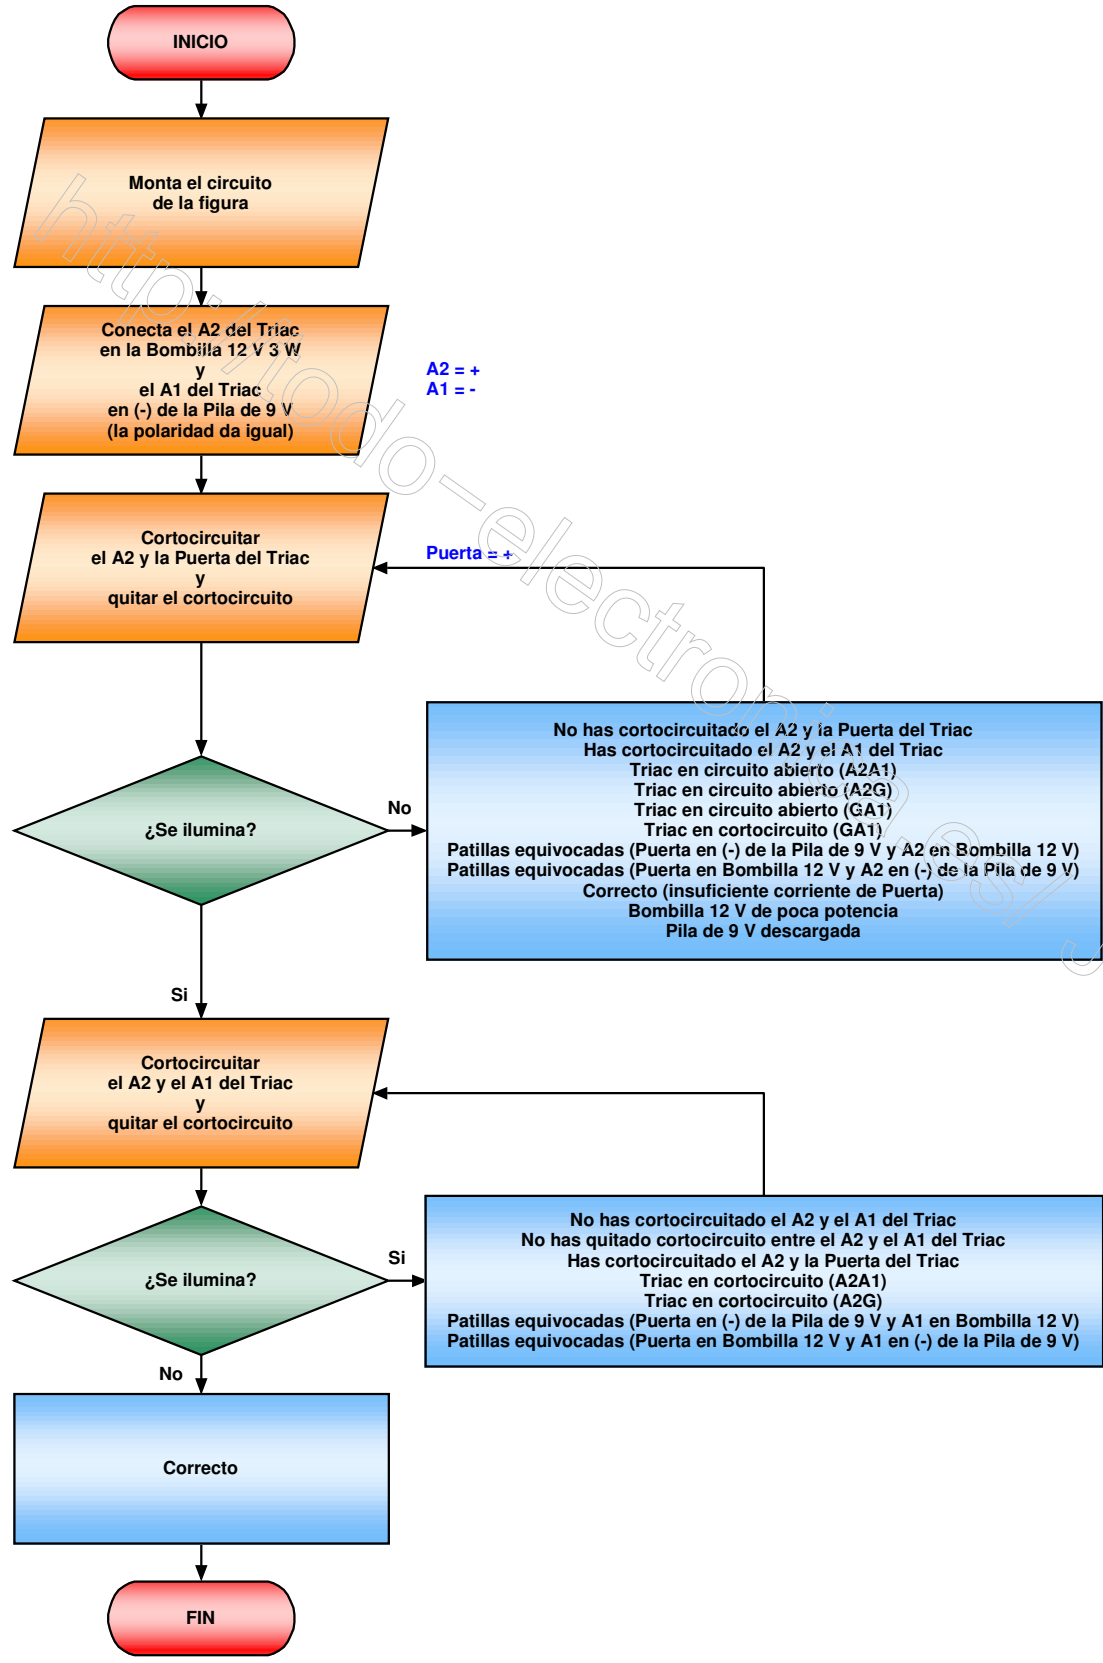 INICIO
Monta el circuito
de la figura
Conecta el A2 del Triac
en la Bombilla 12 V 3 W
y
el A1 del Triac
en (-) de la Pila de 9 V
(la polaridad da igual)
A2 = +
A1 = -
Cortocircuitar
el A2 y la Puerta del Triac
y
quitar el cortocircuito
Puerta = +
¿Se ilumina?
No
No has cortocircuitado el A2 y la Puerta del Triac
Has cortocircuitado el A2 y el A1 del Triac
Triac en circuito abierto (A2A1)
Triac en circuito abierto (A2G)
Triac en circuito abierto (GA1)
Triac en cortocircuito (GA1)
Patillas equivocadas (Puerta en (-) de la Pila de 9 V y A2 en Bombilla 12 V)
Patillas equivocadas (Puerta en Bombilla 12 V y A2 en (-) de la Pila de 9 V)
Correcto (insuficiente corriente de Puerta)
Bombilla 12 V de poca potencia
Pila de 9 V descargada
Si
Cortocircuitar
el A2 y el A1 del Triac
y
quitar el cortocircuito
¿Se ilumina?
Si
No has cortocircuitado el A2 y el A1 del Triac
No has quitado cortocircuito entre el A2 y el A1 del Triac
Has cortocircuitado el A2 y la Puerta del Triac
Triac en cortocircuito (A2A1)
Triac en cortocircuito (A2G)
Patillas equivocadas (Puerta en (-) de la Pila de 9 V y A1 en Bombilla 12 V)
Patillas equivocadas (Puerta en Bombilla 12 V y A1 en (-) de la Pila de 9 V)
No
Correcto
FIN
http://todo-electronica.es/